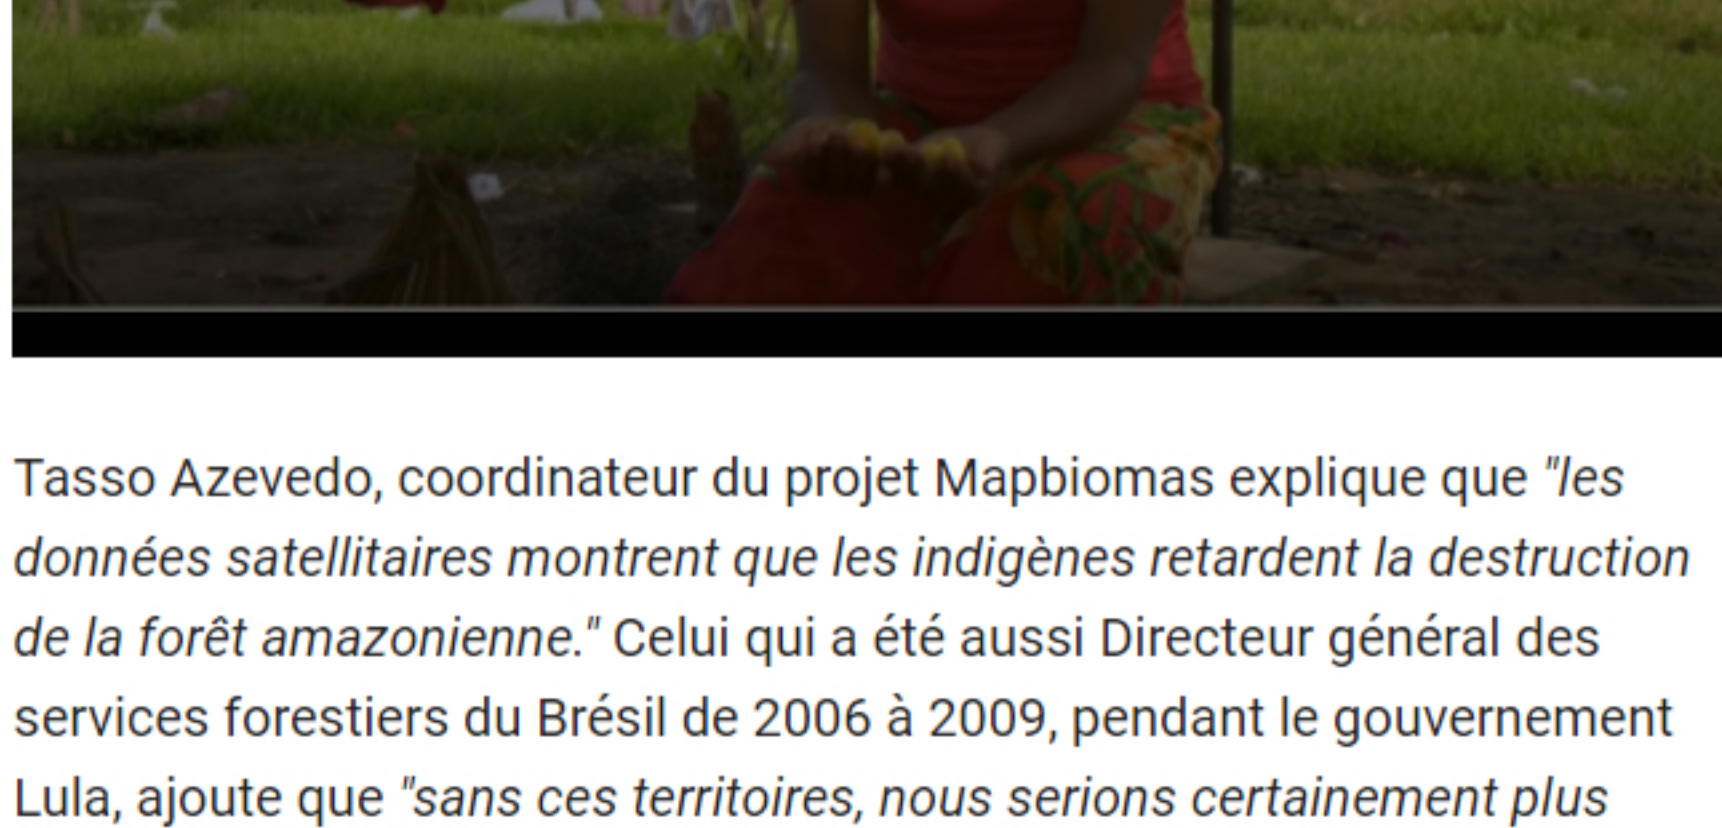 Tasso Azevedo, coordinateur du projet Mapbiomas explique que "les
données satellitaires montrent que les indigènes retardent la destruction
de la forêt amazonienne." Celui qui a été aussi Directeur général des
services forestiers du Brésil de 2006 à 2009, pendant le gouvernement
Lula, ajoute que "sans ces territoires, nous serions certainement plus